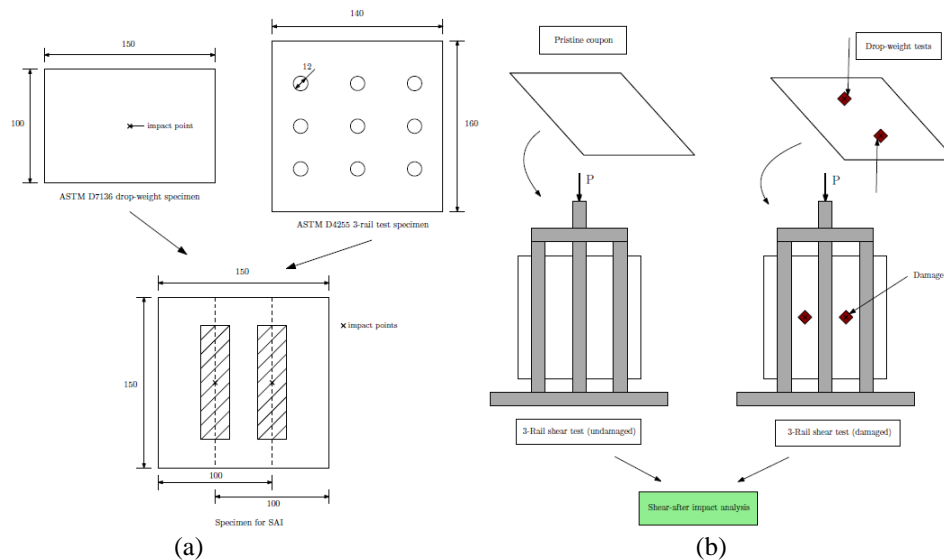 150
100
impact point
ASTM D7136 drop-weight specimen
140
12
160
ASTM D4255 3-rail test specimen
150
150
impact points
100
100
Specimen for SAI
(a)
Pristine coupon
Drop-weight tests
P
P
Damage
3-Rail shear test (undamaged)
3-Rail shear test (damaged)
Shear-after impact analysis
(b)